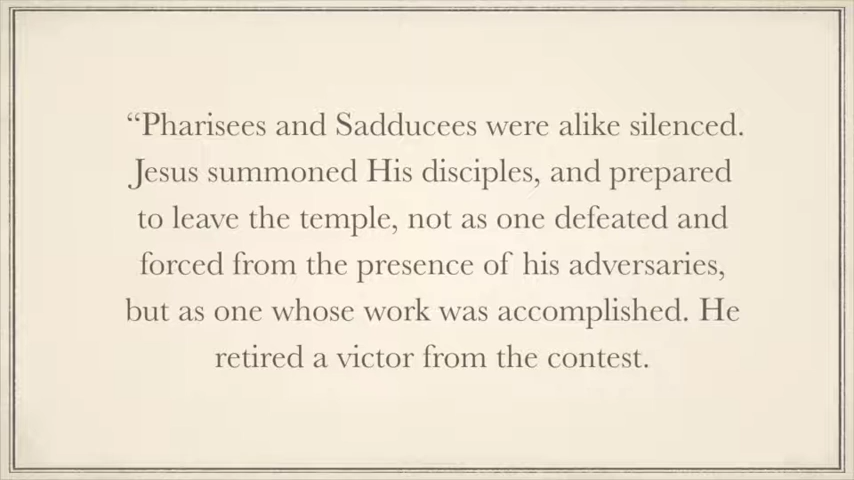 “Pharisees and Sadducees were alike silenced.
Jesus summoned His disciples, and prepared
to leave the temple, not as one defeated and
forced from the presence of his adversaries,
but as one whose work was accomplished. He
retired a victor from the contest.